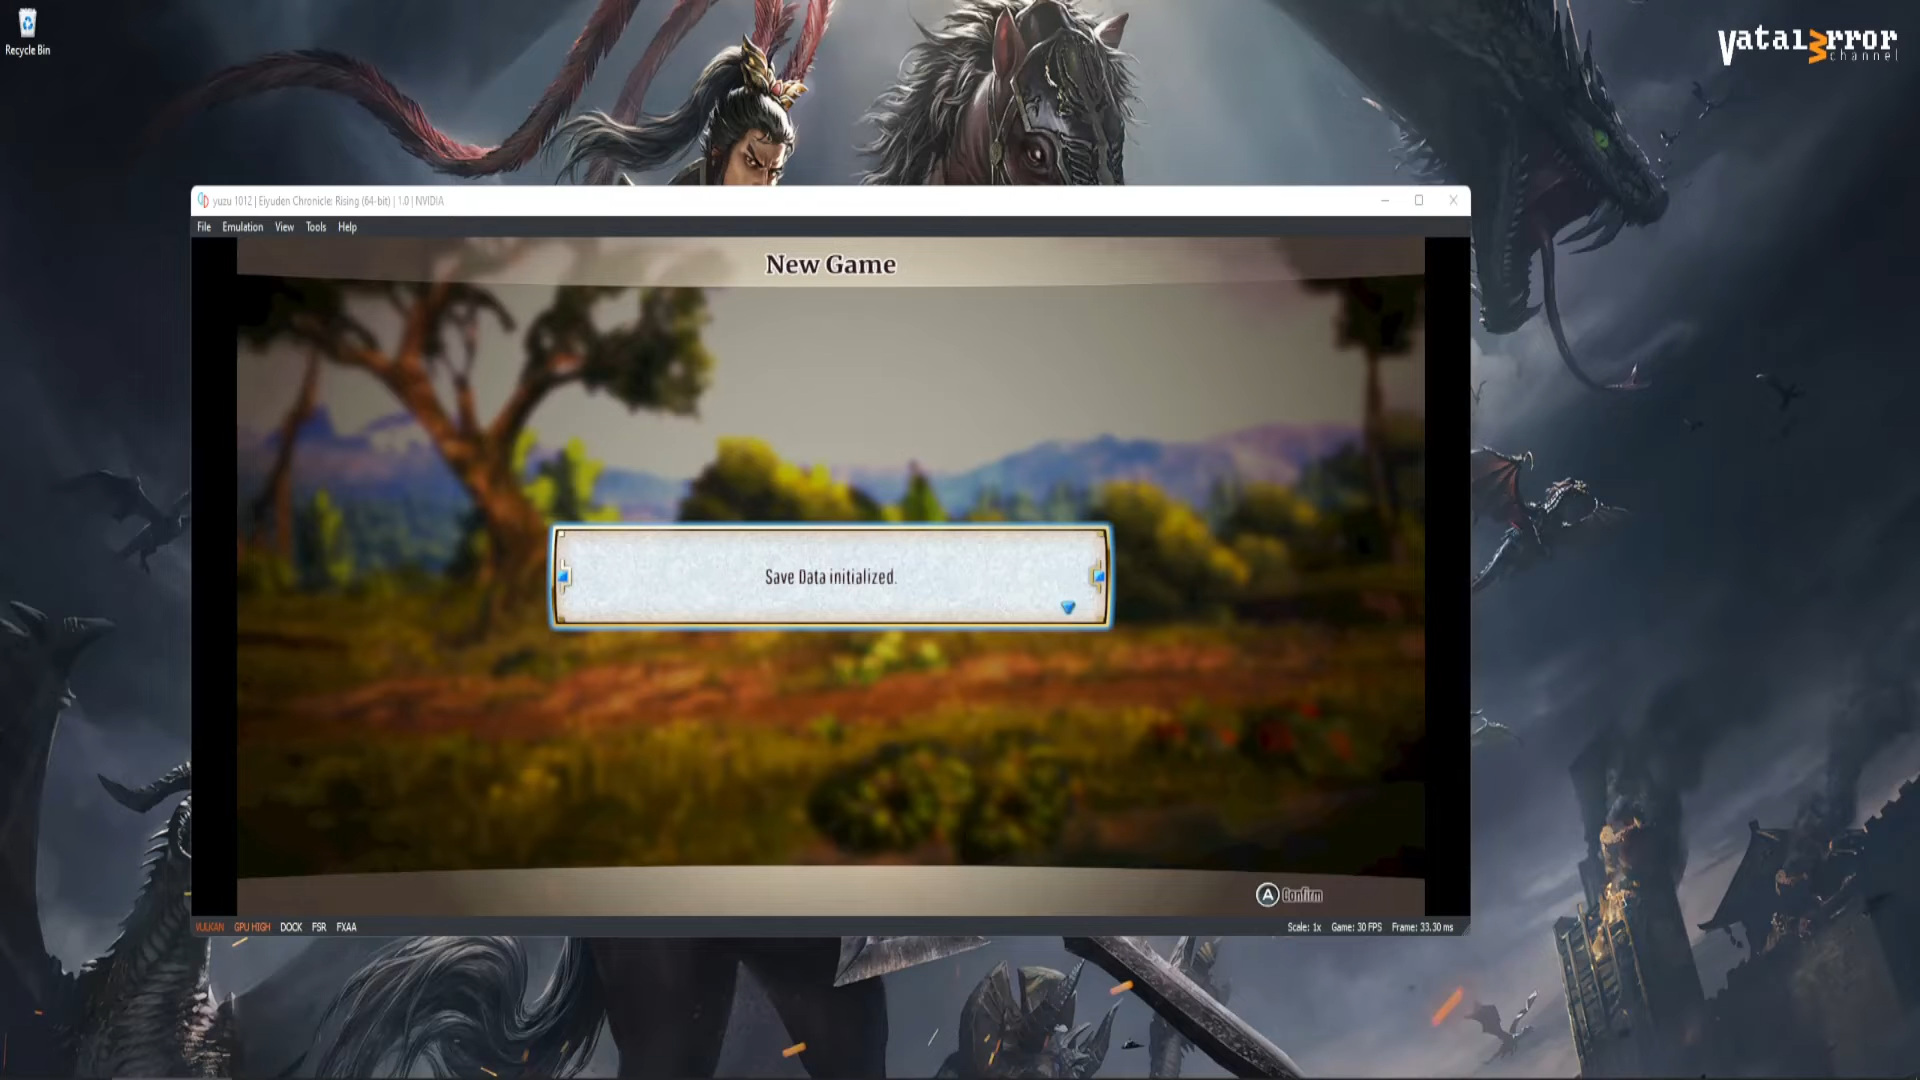 Recycle Bin
Vatal3rror
channel
yuzu 1012 | Eiyuden Chronicle: Rising (64-bit) | 1.0 | NVIDIA
File Emulation View Tools Help
New Game
Save Data initialized.
A Confirm
VULKAN GPU HIGH DOCK FSR FXAA Scale: 1x Game: 30 FPS Frame: 33.30 ms